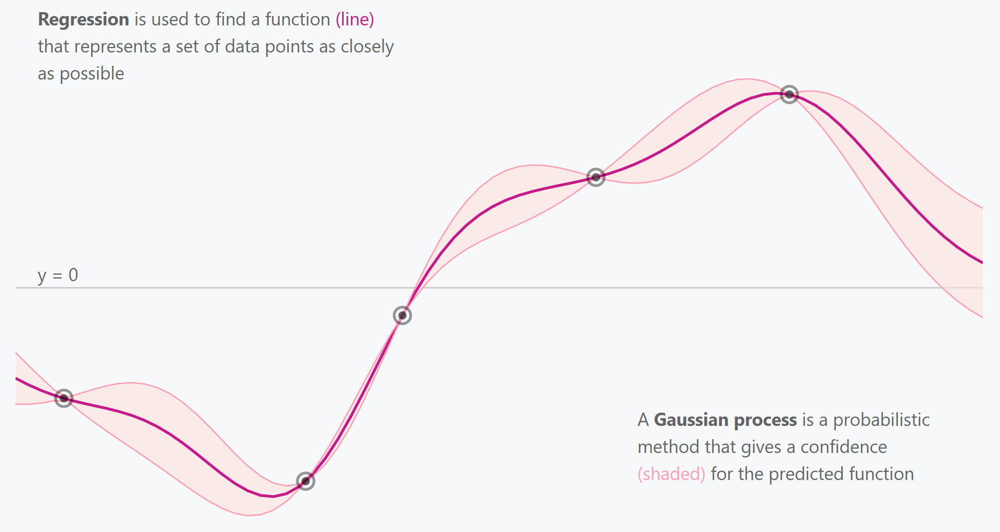 Regression is used to find a function (line)
that represents a set of data points as closely
as possible
y = 0
A Gaussian process is a probabilistic
method that gives a confidence
(shaded) for the predicted function